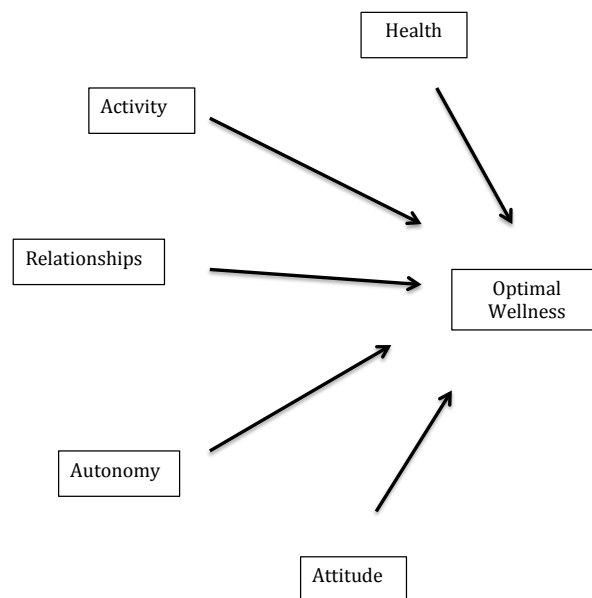 Health
Activity
Relationships
Optimal
Wellness
Autonomy
Attitude